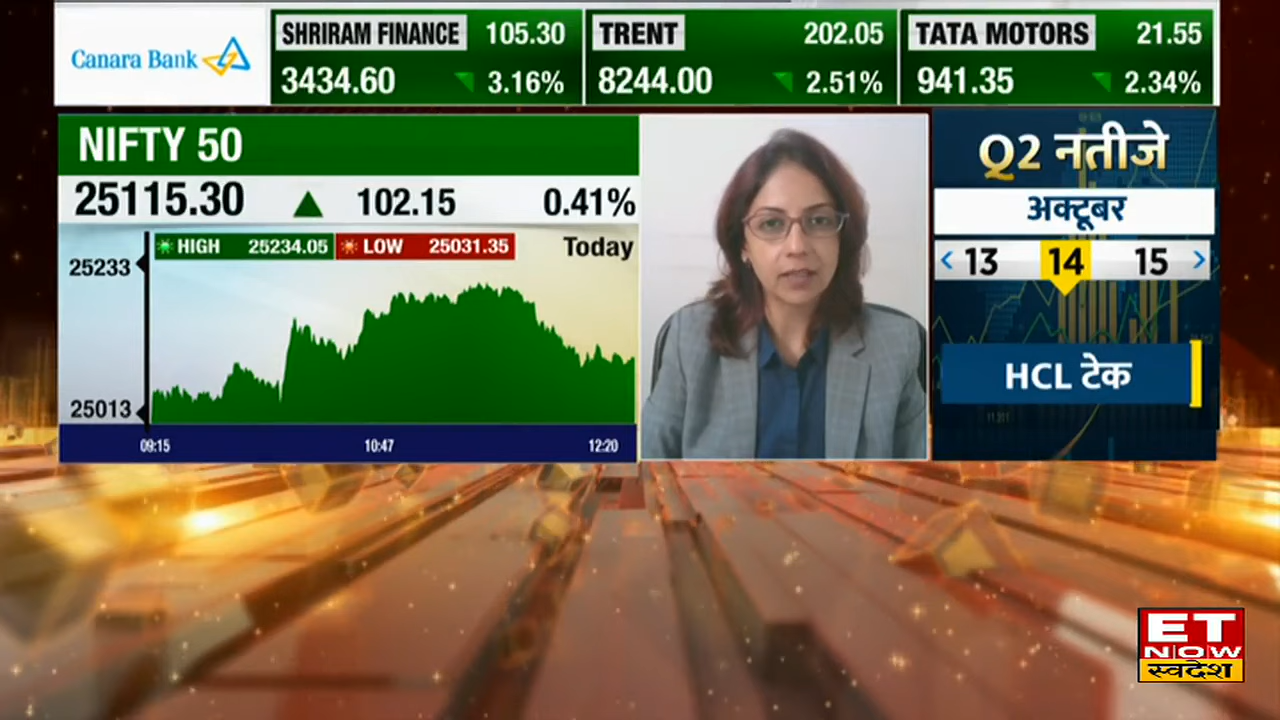 Canara Bank
SHRIRAM FINANCE 105.30
3434.60 3.16%
TRENT 202.05
8244.00 2.51%
TATA MOTORS 21.55
941.35 2.34%
NIFTY 50
25115.30 102.15 0.41%
HIGH 25234.05 LOW 25031.35 Today
25233
25013
09:15 10:47 12:20
Q2 नतीजे
अक्टूबर
< 13 14 15 >
HCL टेक
ET
NOW
स्वदेश